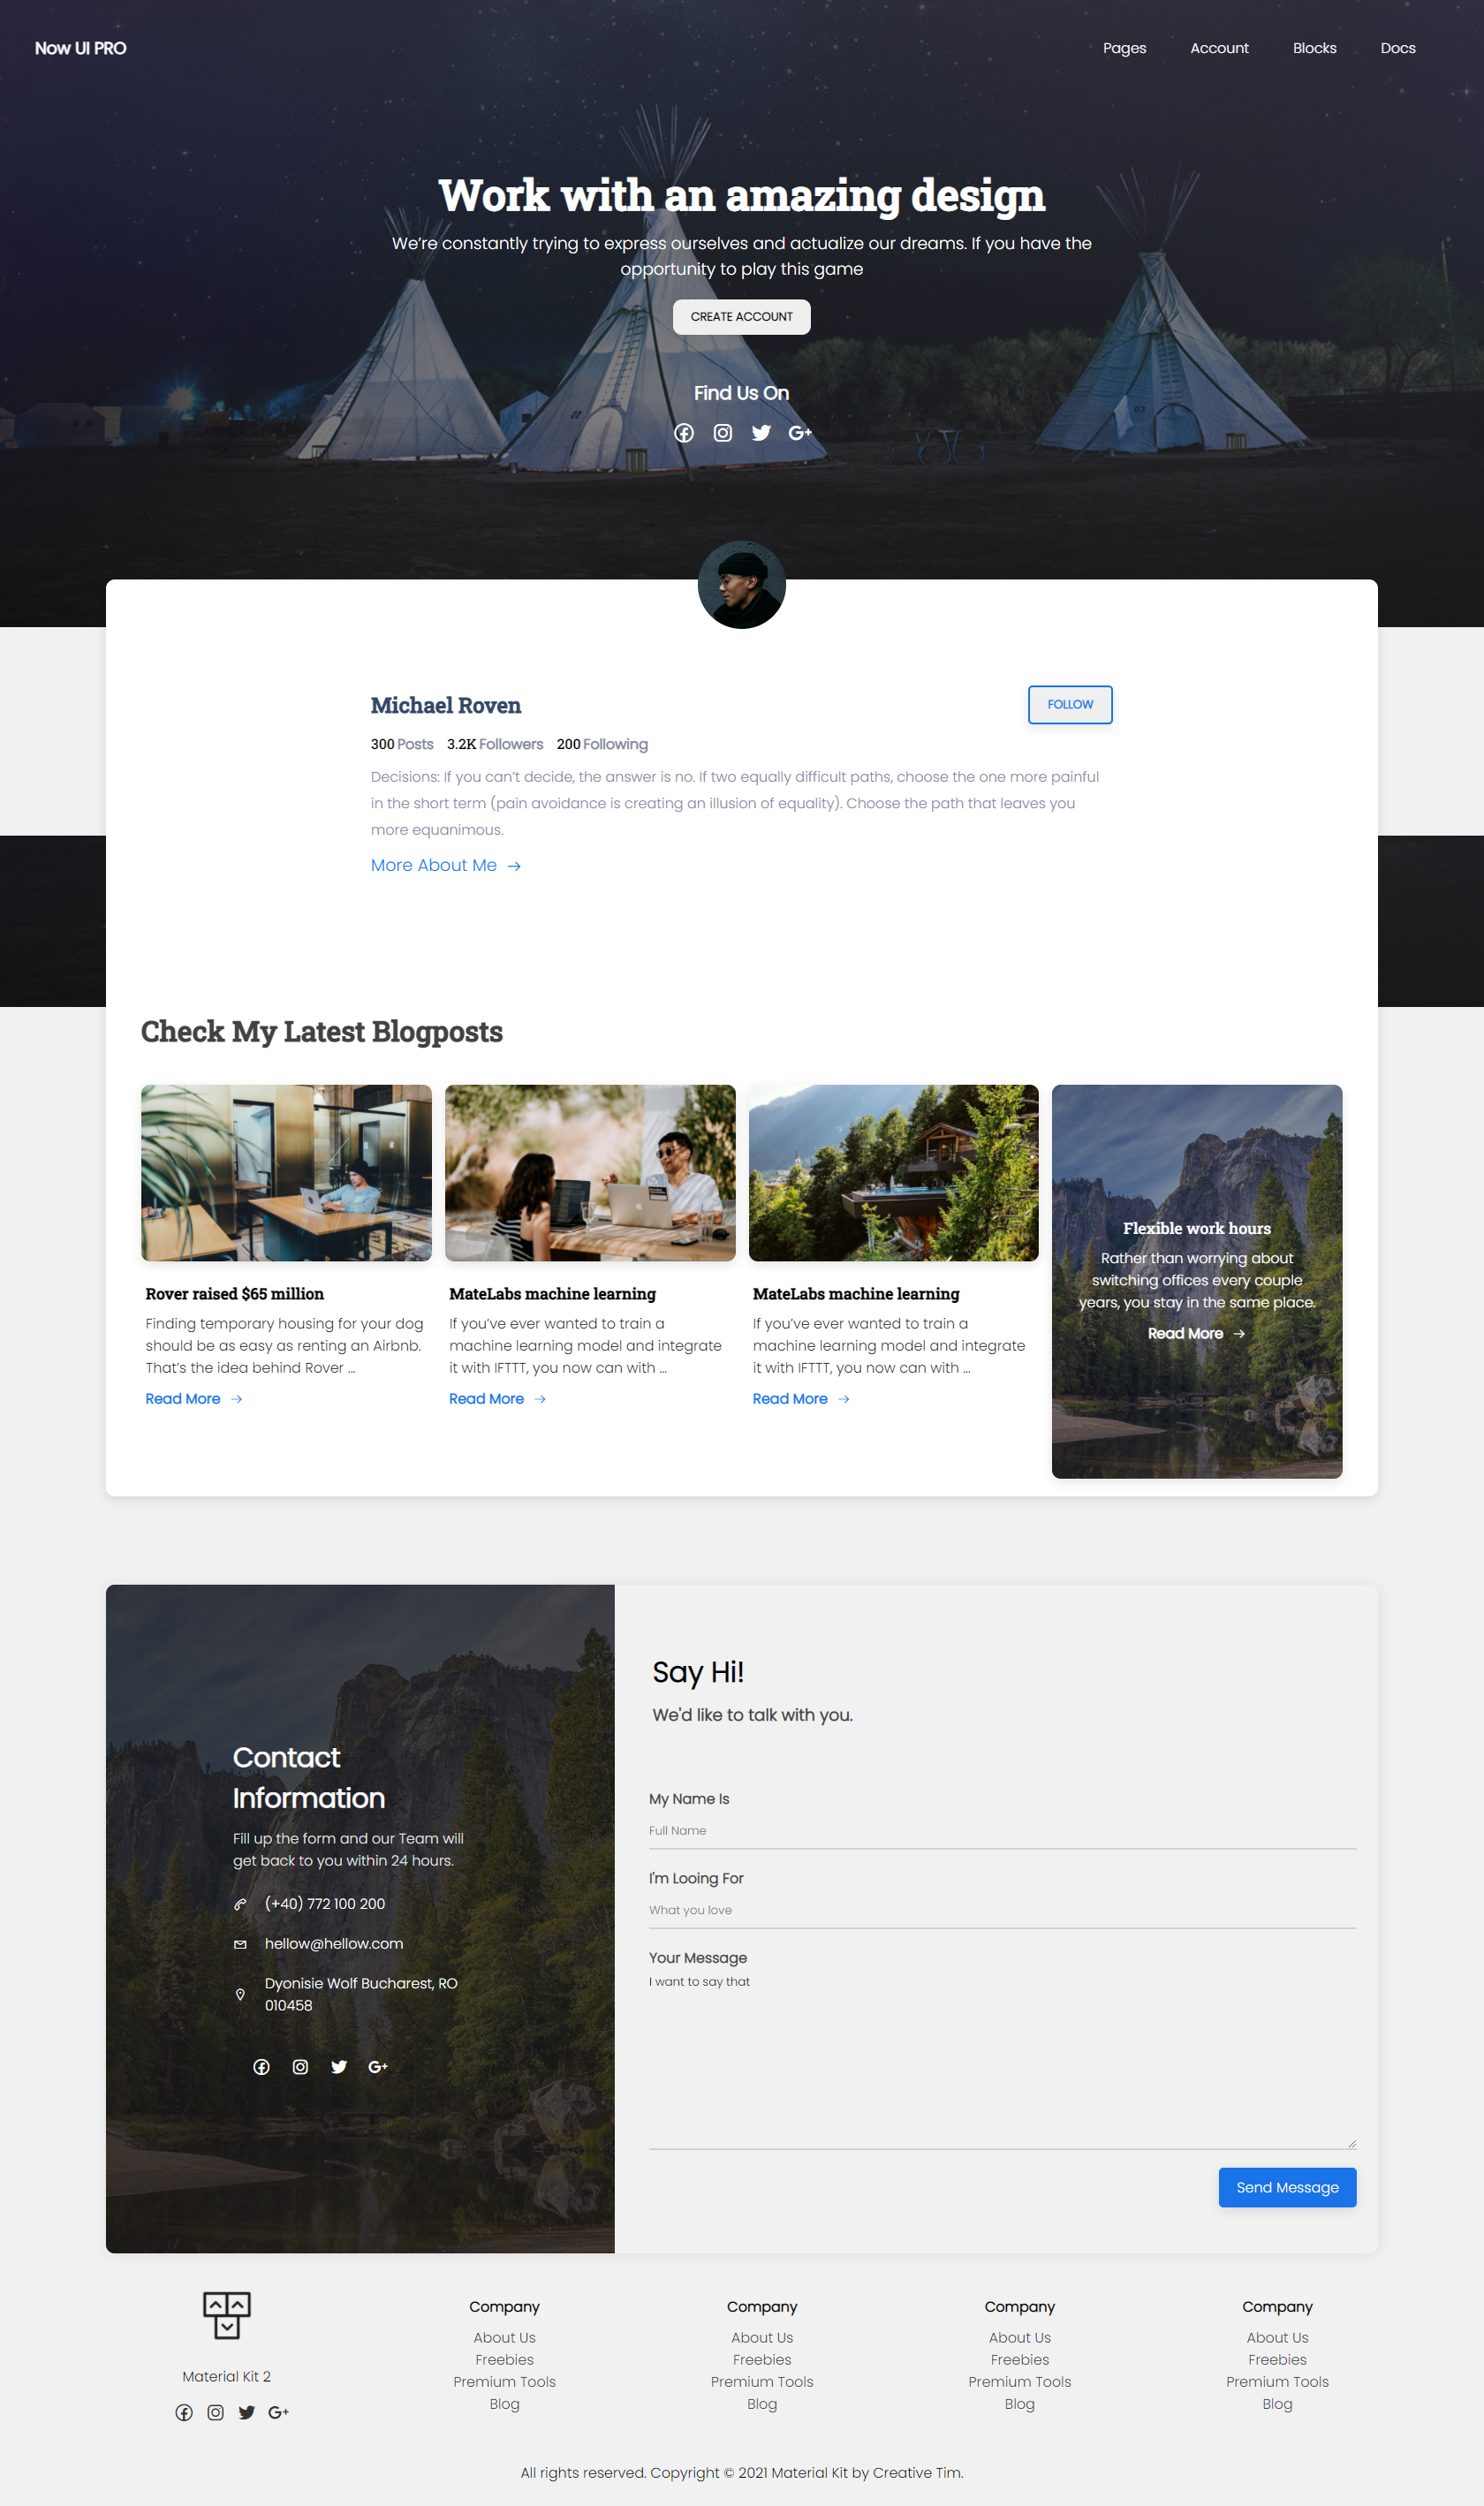 Now UI PRO
Pages Account Blocks Docs
Work with an amazing design
We're constantly trying to express ourselves and actualize our dreams. If you have the
opportunity to play this game
CREATE ACCOUNT
Find Us On
Michael Roven
FOLLOW
300 Posts 3.2K Followers 200 Following
Decisions: If you can't decide, the answer is no. If two equally difficult paths, choose the one more painful
in the short term (pain avoidance is creating an illusion of equality). Choose the path that leaves you
more equanimous.
More About Me
Check My Latest Blogposts
Rover raised $65 million
Finding temporary housing for your dog
should be as easy as renting an Airbnb.
That's the idea behind Rover ...
Read More
MateLabs machine learning
If you've ever wanted to train a
machine learning model and integrate
it with IFTTT, you now can with ...
Read More
MateLabs machine learning
If you've ever wanted to train a
machine learning model and integrate
it with IFTTT, you now can with ...
Read More
Flexible work hours
Rather than worrying about
switching offices every couple
years, you stay in the same place.
Read More
Contact
Information
Fill up the form and our Team will
get back to you within 24 hours.
(+40) 772 100 200
hellow@hellow.com
Dyonisie Wolf Bucharest, RO
010458
Say Hi!
We'd like to talk with you.
My Name Is
Full Name
I'm Looing For
What you love
Your Message
I want to say that
Send Message
Material Kit 2
Company
About Us
Freebies
Premium Tools
Blog
Company
About Us
Freebies
Premium Tools
Blog
Company
About Us
Freebies
Premium Tools
Blog
Company
About Us
Freebies
Premium Tools
Blog
All rights reserved. Copyright © 2021 Material Kit by Creative Tim.